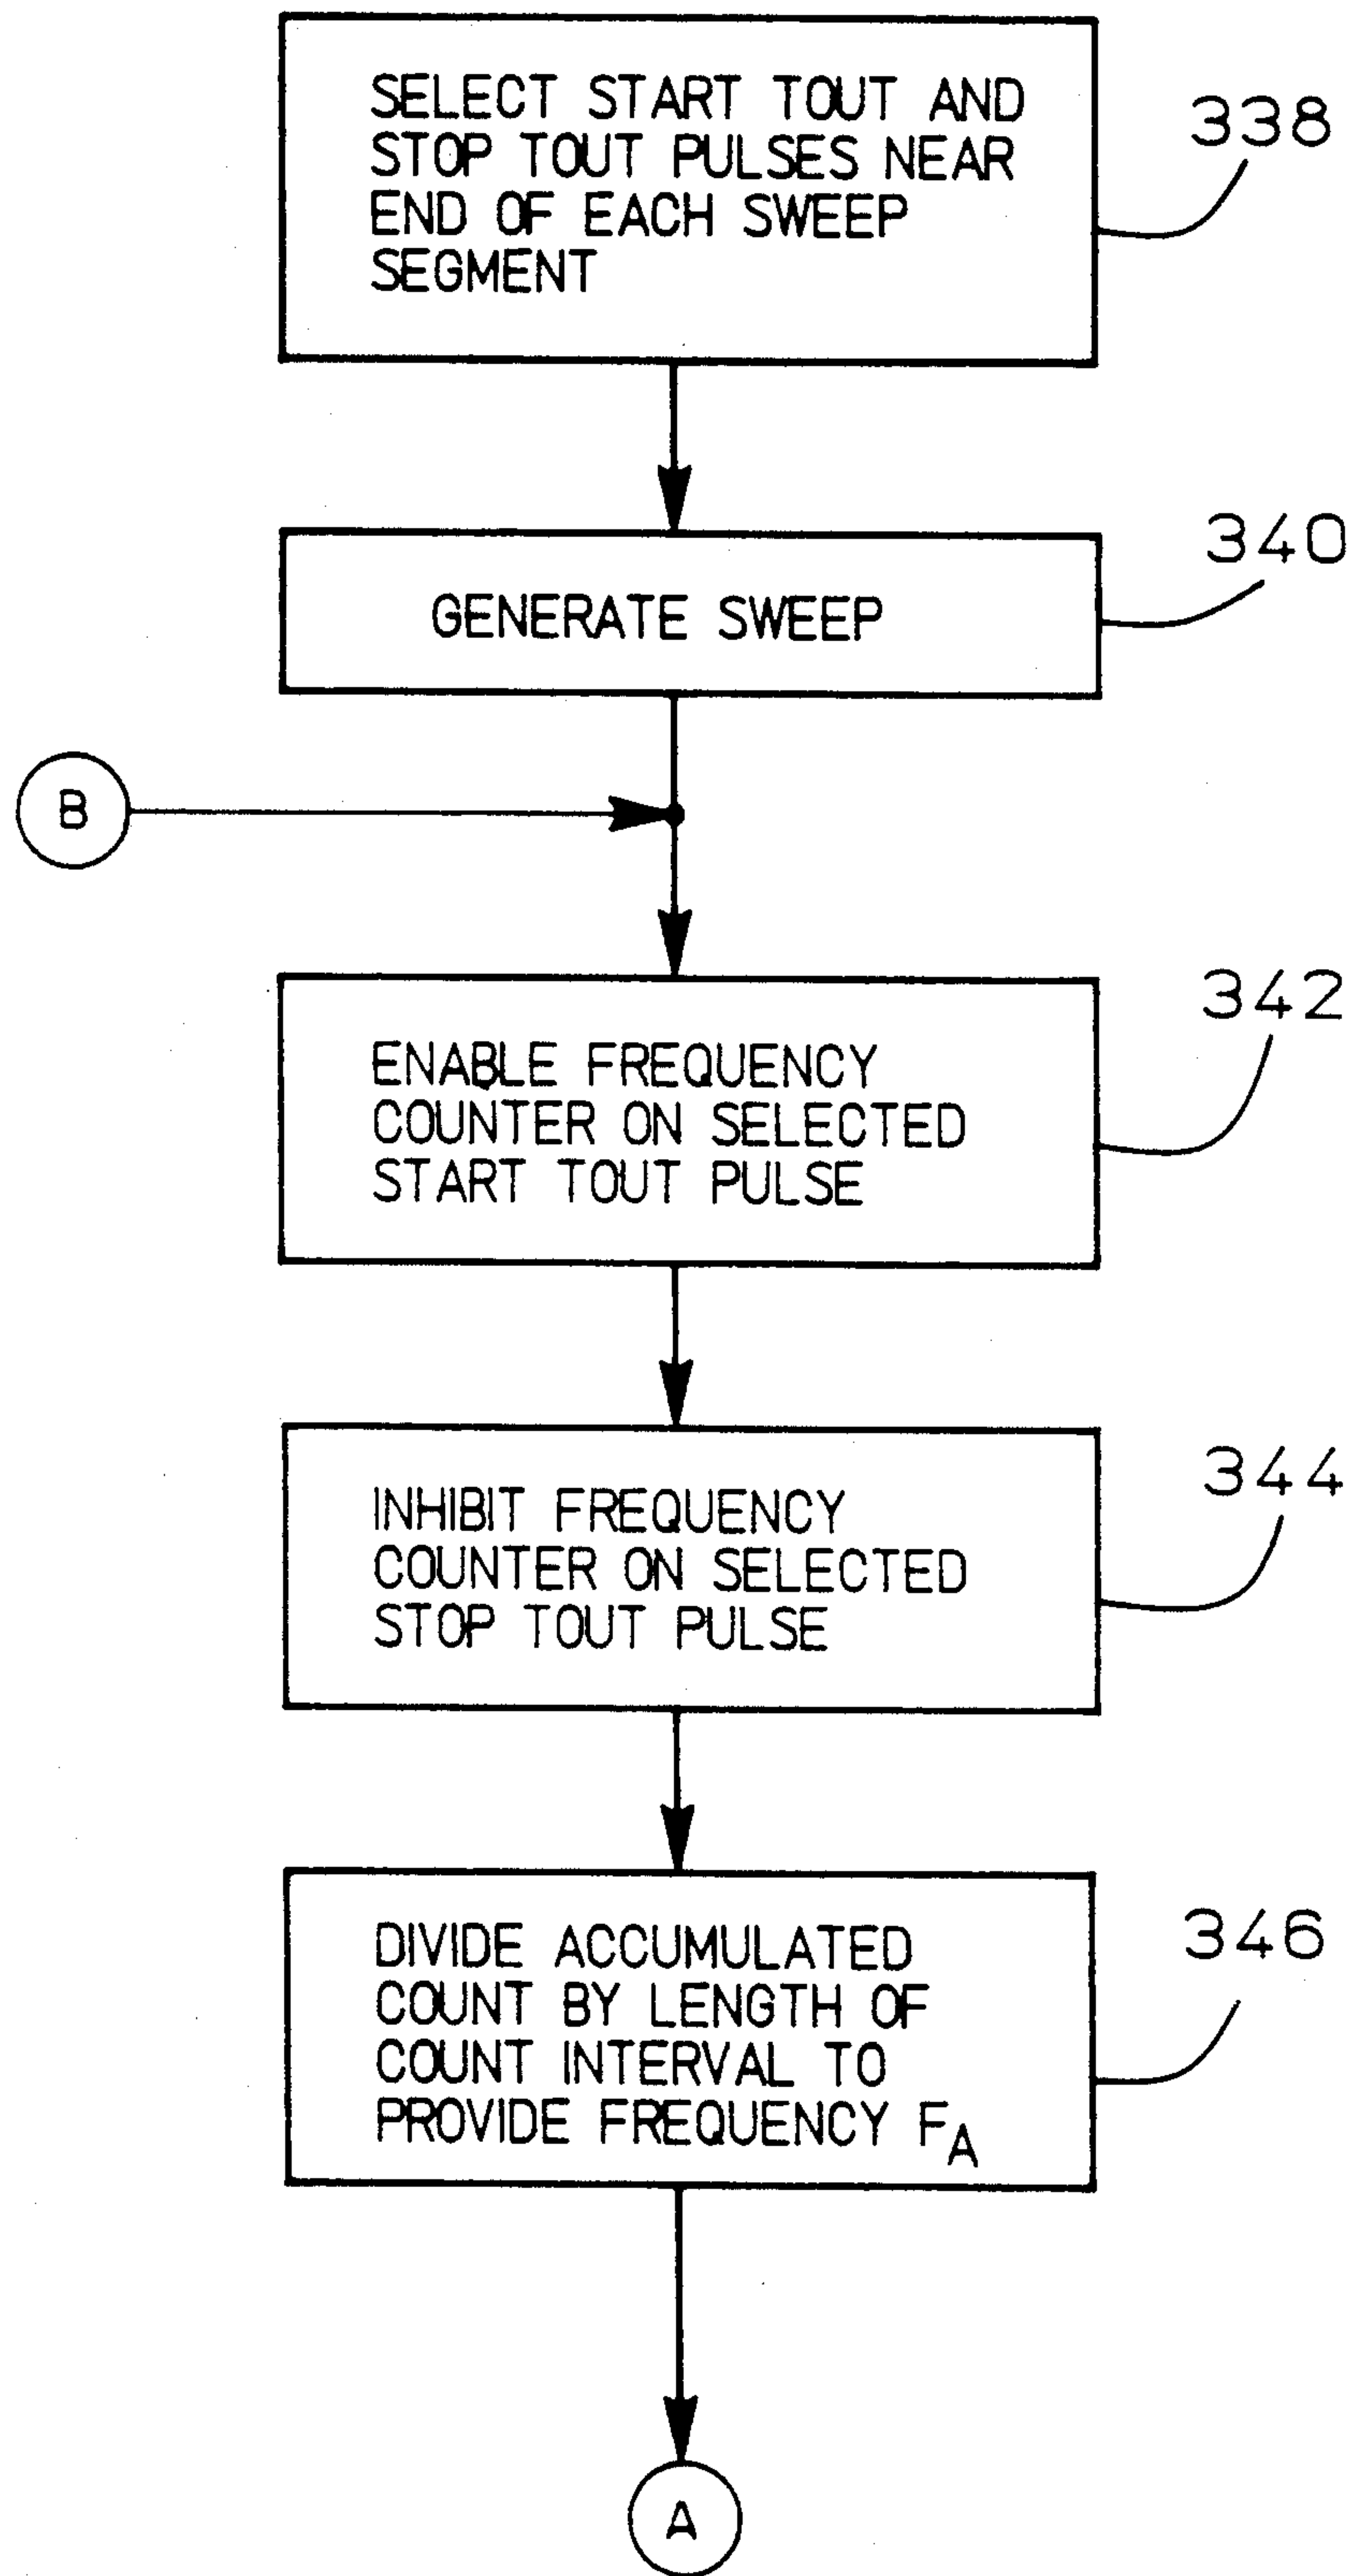 SELECT START TOUT AND
STOP TOUT PULSES NEAR
END OF EACH SWEEP
SEGMENT
338
GENERATE SWEEP
340
B
ENABLE FREQUENCY
COUNTER ON SELECTED
START TOUT PULSE
342
INHIBIT FREQUENCY
COUNTER ON SELECTED
STOP TOUT PULSE
344
DIVIDE ACCUMULATED
COUNT BY LENGTH OF
COUNT INTERVAL TO
PROVIDE FREQUENCY FA
346
A